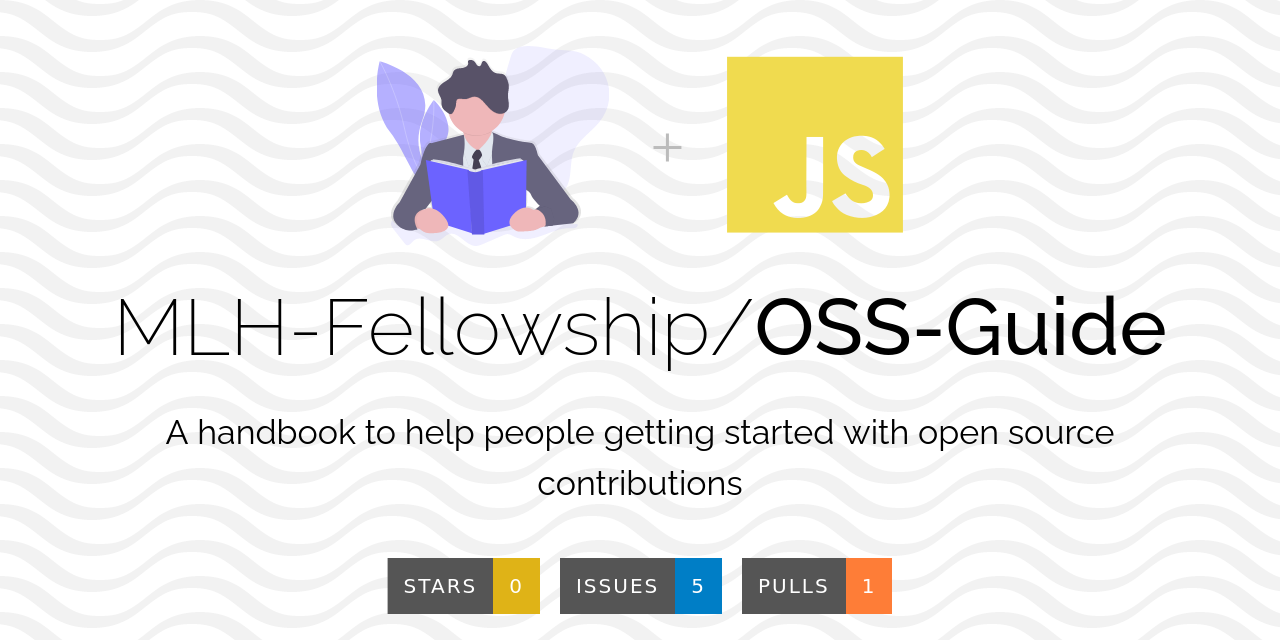 JS
MLH-Fellowship/OSS-Guide
A handbook to help people getting started with open source
contributions
STARS 0 ISSUES 5 PULLS 1